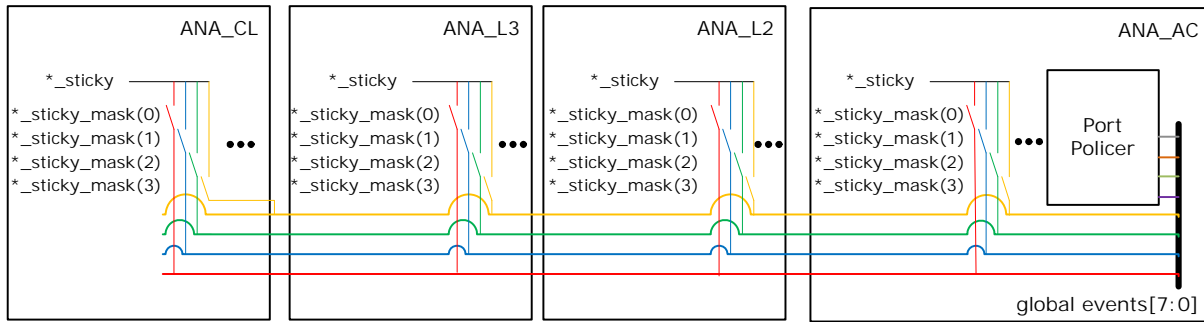 ANA_CL
*_sticky
*_sticky_mask(0)
*_sticky_mask(1)
*_sticky_mask(2)
*_sticky_mask(3)
ANA_L3
*_sticky
*_sticky_mask(0)
*_sticky_mask(1)
*_sticky_mask(2)
*_sticky_mask(3)
ANA_L2
*_sticky
*_sticky_mask(0)
*_sticky_mask(1)
*_sticky_mask(2)
*_sticky_mask(3)
ANA_AC
*_sticky
*_sticky_mask(0)
*_sticky_mask(1)
*_sticky_mask(2)
*_sticky_mask(3)
Port
Policer
global events[7:0]